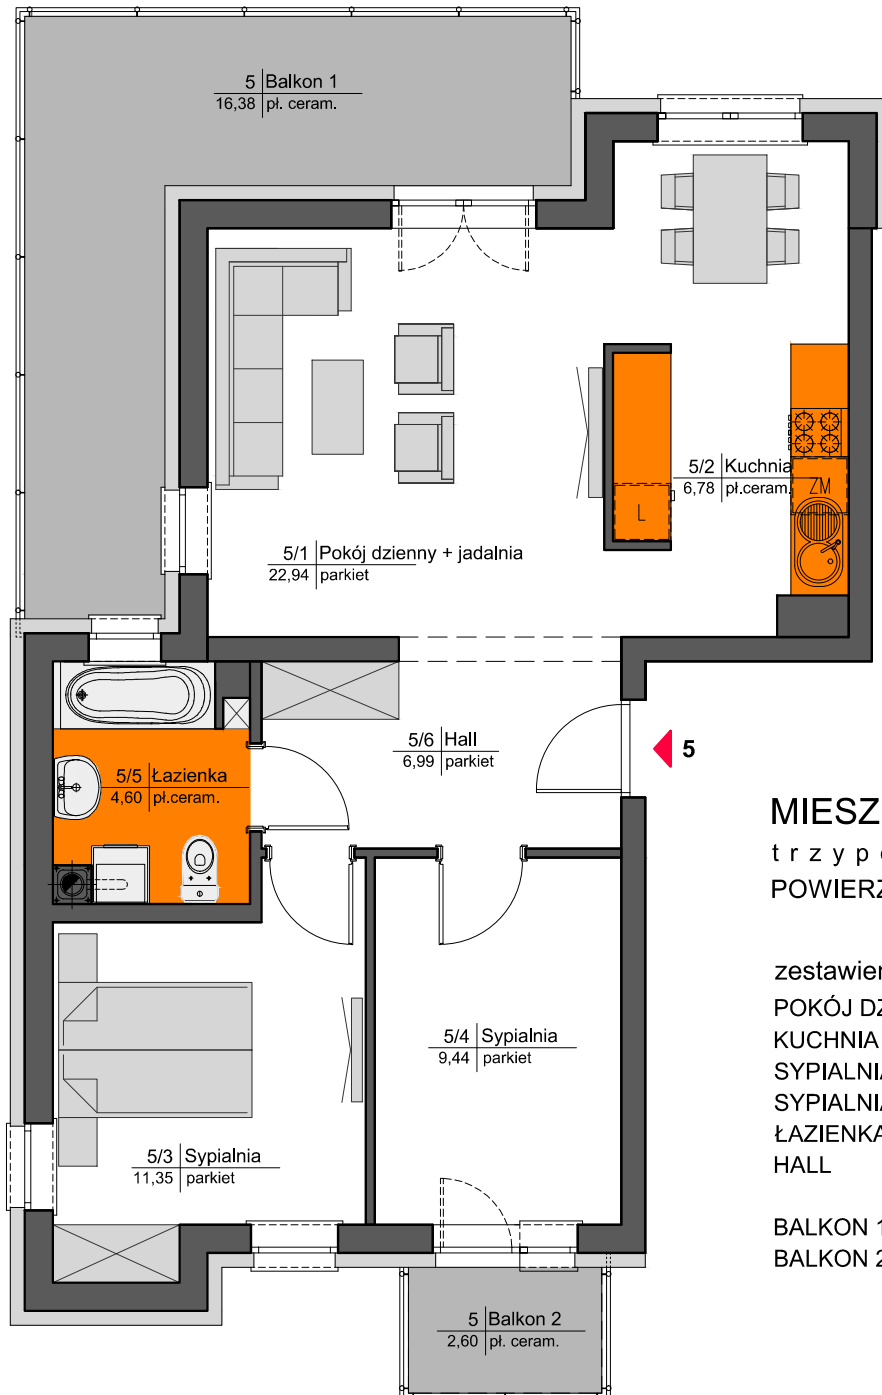 5 Balkon 1
16,38 pł. ceram.
5/2 Kuchnia
6,78 pł.ceram.
ZM
L
5/1 Pokój dzienny + jadalnia
22,94 parkiet
5/6 Hall
6,99 parkiet
5
5/5 Łazienka
4,60 pł.ceram.
MIESZ
trzyp
POWIERZ
zestawie
POKÓJ DZ
KUCHNIA
SYPIALNIA
SYPIALNIA
ŁAZIENKA
HALL
BALKON 1
BALKON 2
5/4 Sypialnia
9,44 parkiet
5/3 Sypialnia
11,35 parkiet
5 Balkon 2
2,60 pł. ceram.